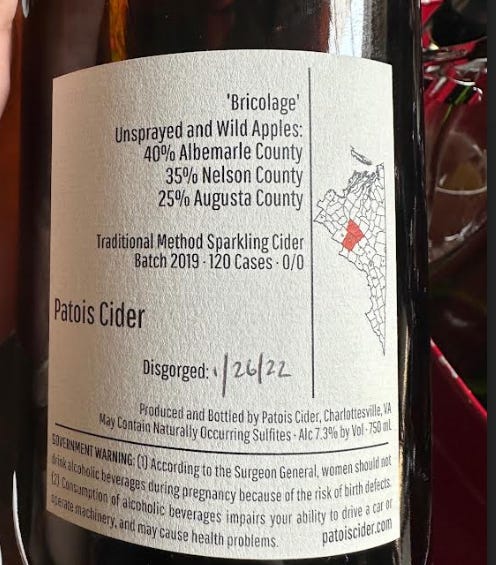 'Bricolage'
Unsprayed and Wild Apples:
40% Albemarle County
35% Nelson County
25% Augusta County
Traditional Method Sparkling Cider
Batch 2019 · 120 Cases · 0/0
Patois Cider
Disgorged: 1/26/22
Produced and Bottled by Patois Cider, Charlottesville, VA
May Contain Naturally Occurring Sulfites · Alc 7.3% by Vol · 750 ml
GOVERNMENT WARNING: (1) According to the Surgeon General, women should not
drink alcoholic beverages during pregnancy because of the risk of birth defects.
(2) Consumption of alcoholic beverages impairs your ability to drive a car or
operate machinery, and may cause health problems.
patoiscider.com